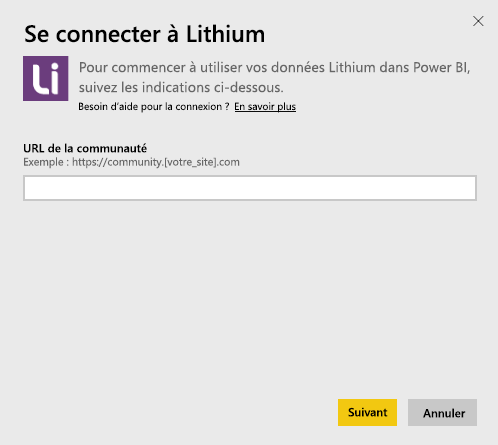 Se connecter à Lithium
Li
Pour commencer à utiliser vos données Lithium dans Power BI,
suivez les indications ci-dessous.
Besoin d'aide pour la connexion ? En savoir plus
URL de la communauté
Exemple : https://community.[votre_site].com
Suivant
Annuler